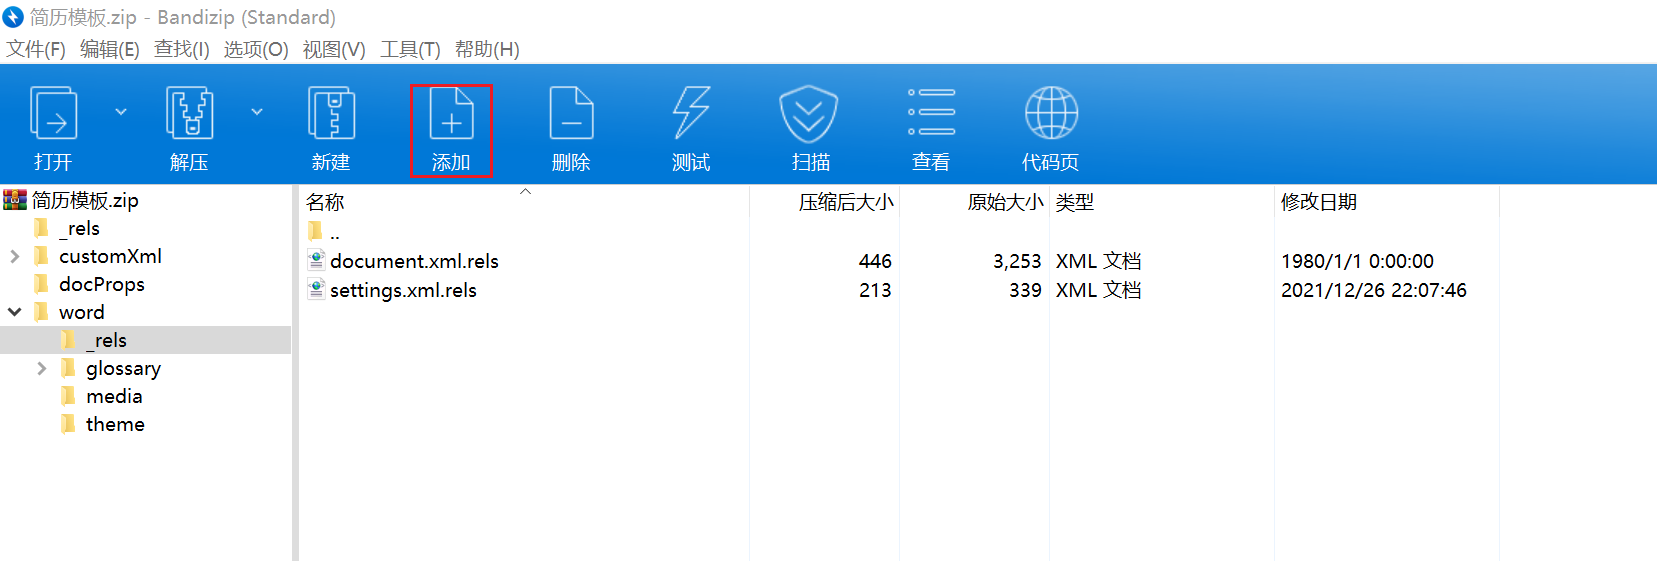 简历模板.zip - Bandizip (Standard)
文件(F) 编辑(E) 查找(I) 选项(O) 视图(V) 工具(T) 帮助(H)
打开 解压 新建 添加 删除 测试 扫描 查看 代码页
简历模板.zip
_rels
customXml
docProps
word
_rels
glossary
media
theme
名称 压缩后大小 原始大小 类型 修改日期
..
document.xml.rels 446 3,253 XML 文档 1980/1/1 0:00:00
settings.xml.rels 213 339 XML 文档 2021/12/26 22:07:46